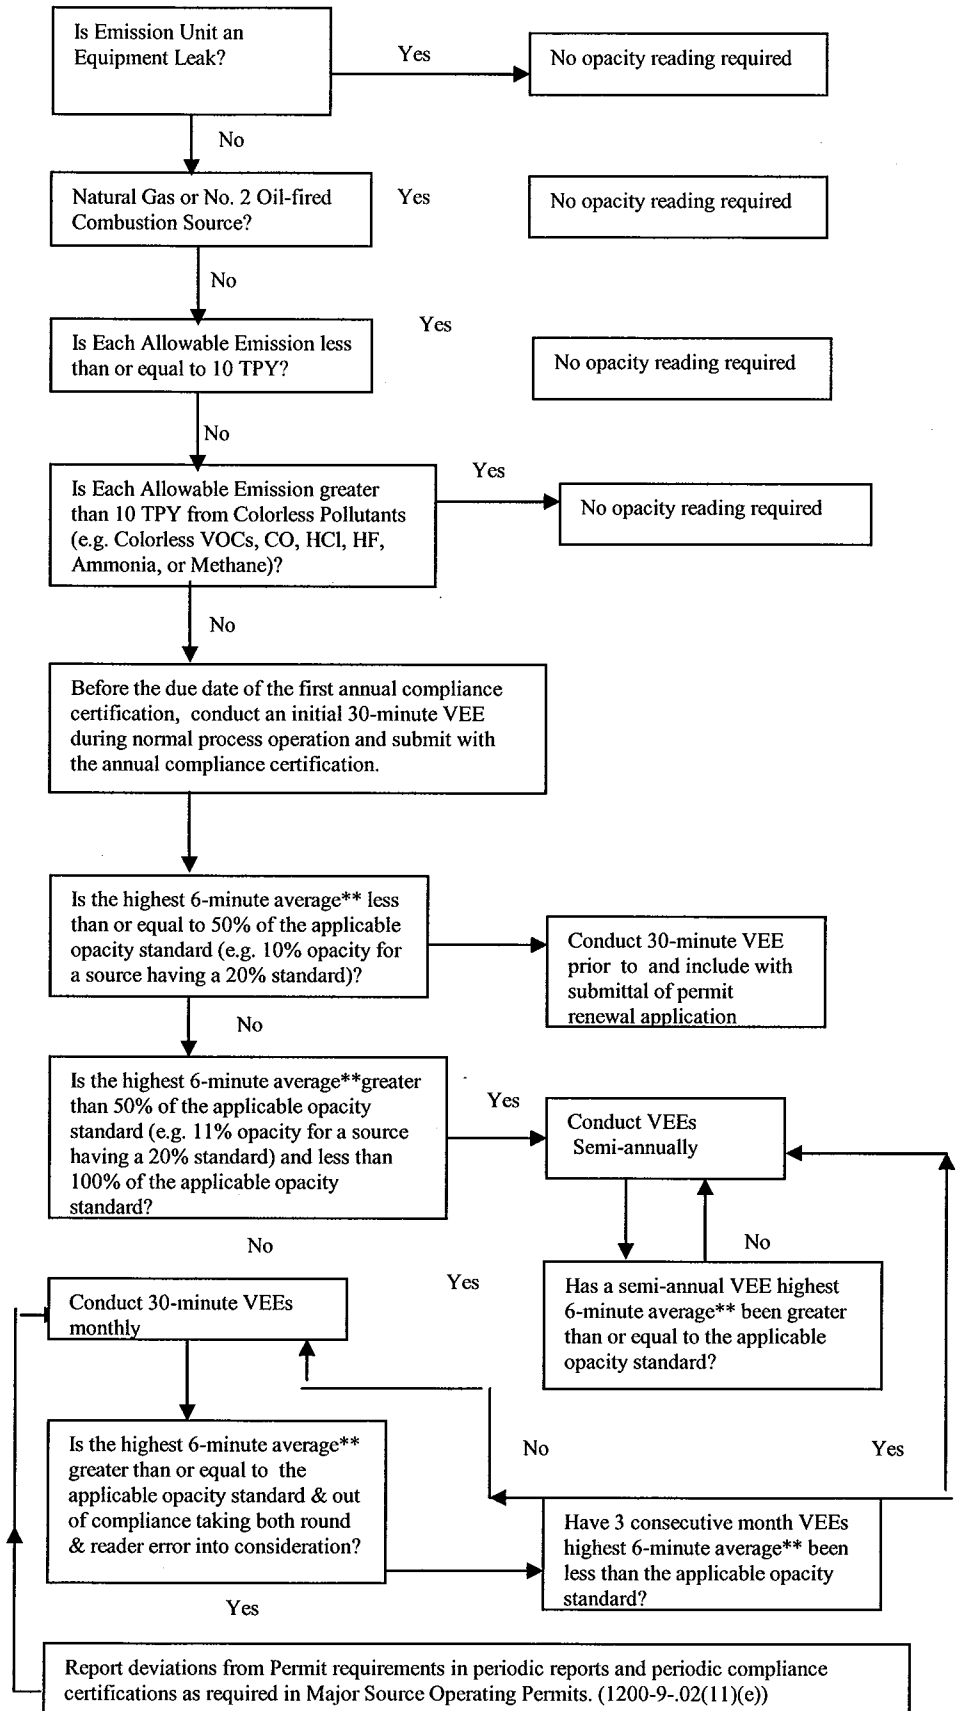 Is Emission Unit an
Equipment Leak?
Yes
No opacity reading required
No
Natural Gas or No. 2 Oil-fired
Combustion Source?
Yes
No opacity reading required
No
Is Each Allowable Emission less
than or equal to 10 TPY?
Yes
No opacity reading required
No
Is Each Allowable Emission greater
than 10 TPY from Colorless Pollutants
(e.g. Colorless VOCs, CO, HCl, HF,
Ammonia, or Methane)?
Yes
No opacity reading required
No
Before the due date of the first annual compliance
certification, conduct an initial 30-minute VEE
during normal process operation and submit with
the annual compliance certification.
Is the highest 6-minute average** less
than or equal to 50% of the applicable
opacity standard (e.g. 10% opacity for
a source having a 20% standard)?
Conduct 30-minute VEE
prior to and include with
submittal of permit
renewal application
No
Is the highest 6-minute average**greater
than 50% of the applicable opacity
standard (e.g. 11% opacity for a source
having a 20% standard) and less than
100% of the applicable opacity
standard?
Yes
Conduct VEEs
Semi-annually
No
No
Yes
Has a semi-annual VEE highest
6-minute average** been greater
than or equal to the applicable
opacity standard?
Conduct 30-minute VEEs
monthly
Is the highest 6-minute average**
greater than or equal to the
applicable opacity standard & out
of compliance taking both round
& reader error into consideration?
No
Yes
Have 3 consecutive month VEEs
highest 6-minute average** been
less than the applicable opacity
standard?
Yes
Report deviations from Permit requirements in periodic reports and periodic compliance
certifications as required in Major Source Operating Permits. (1200-9-.02(11)(e))